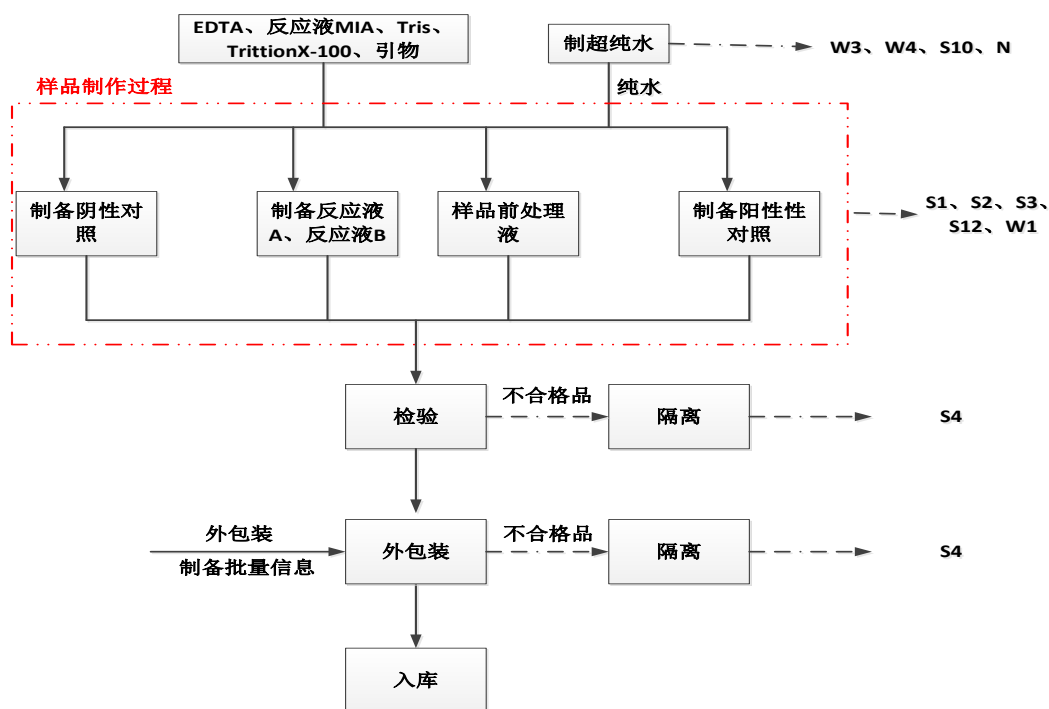 EDTA、反应液MIA、Tris、
TrittionX-100、引物
制超纯水
W3、W4、S10、N
样品制作过程
纯水
制备阴性对
照
制备反应液
A、反应液B
样品前处理
液
制备阳性性
对照
S1、S2、S3、
S12、W1
检验
不合格品
隔离
S4
外包装
制备批量信息
外包装
不合格品
隔离
S4
入库